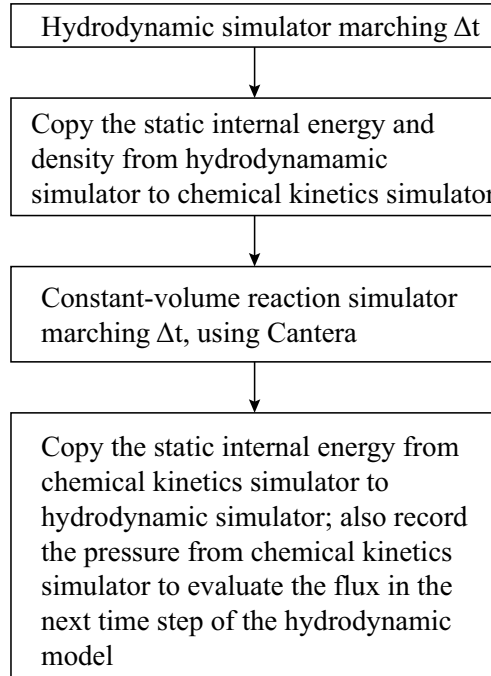 Hydrodynamic simulator marching Δt
Copy the static internal energy and
density from hydrodynamamic
simulator to chemical kinetics simulator
Constant-volume reaction simulator
marching Δt, using Cantera
Copy the static internal energy from
chemical kinetics simulator to
hydrodynamic simulator; also record
the pressure from chemical kinetics
simulator to evaluate the flux in the
next time step of the hydrodynamic
model